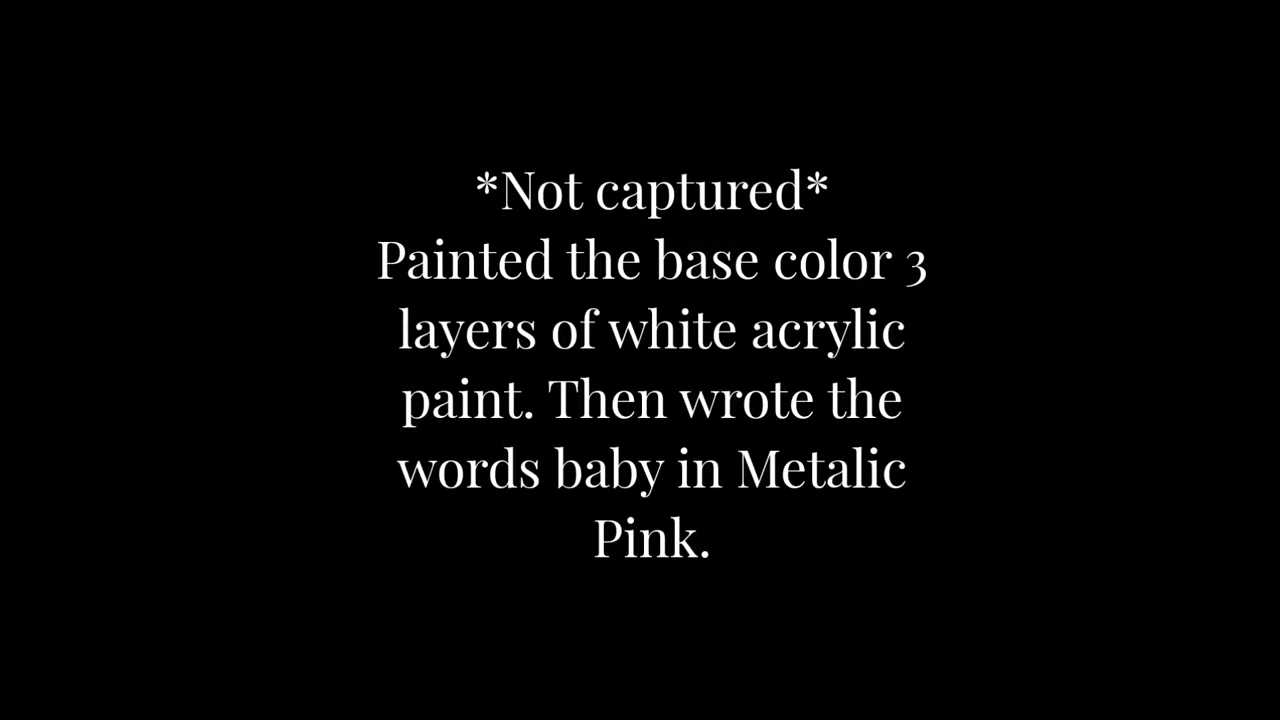 *Not captured*
Painted the base color 3
layers of white acrylic
paint. Then wrote the
words baby in Metalic
Pink.